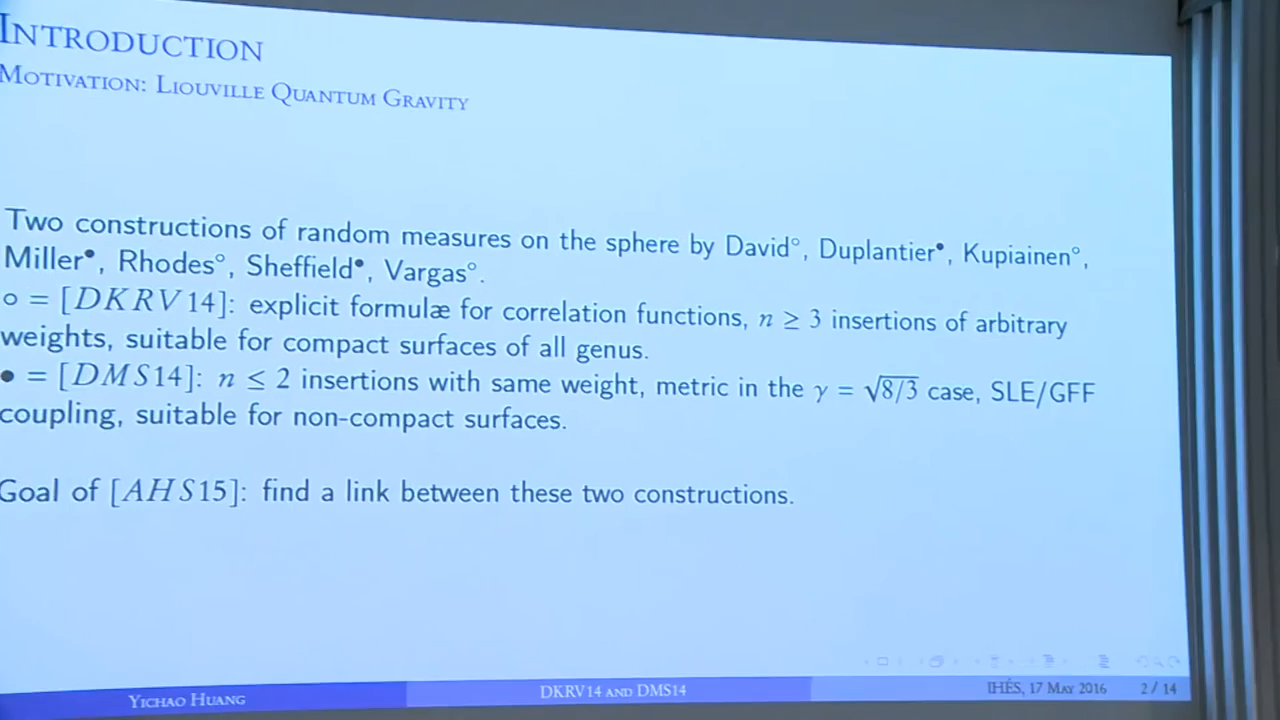 INTRODUCTION
MOTIVATION: LIOUVILLE QUANTUM GRAVITY
Two constructions of random measures on the sphere by David°, Duplantier•, Kupiainen°,
Miller•, Rhodes°, Sheffield•, Vargas°.
○ = [DKRV14]: explicit formulæ for correlation functions, n ≥ 3 insertions of arbitrary
weights, suitable for compact surfaces of all genus.
• = [DMS14]: n ≤ 2 insertions with same weight, metric in the γ = √8/3 case, SLE/GFF
coupling, suitable for non-compact surfaces.
Goal of [AHS15]: find a link between these two constructions.
YICHAO HUANG
DKRV14 AND DMS14
IHÉS, 17 MAY 2016
2 / 14